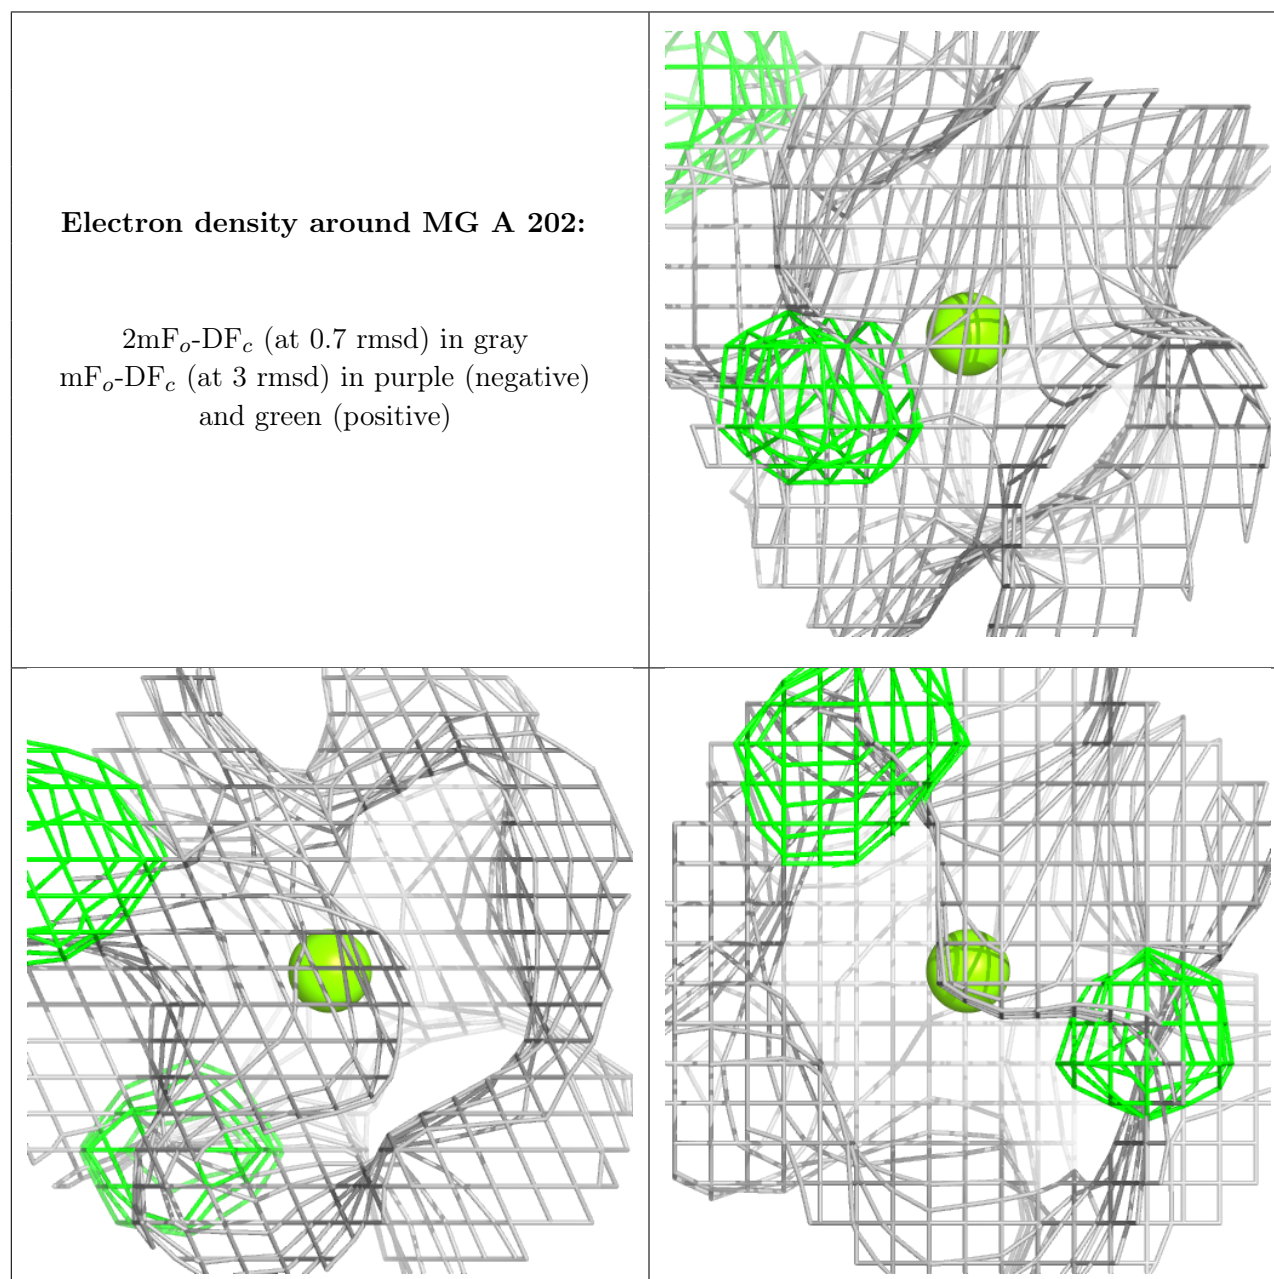 Electron density around MG A 202:
2mFo-DFc (at 0.7 rmsd) in gray
mFo-DFc (at 3 rmsd) in purple (negative)
and green (positive)